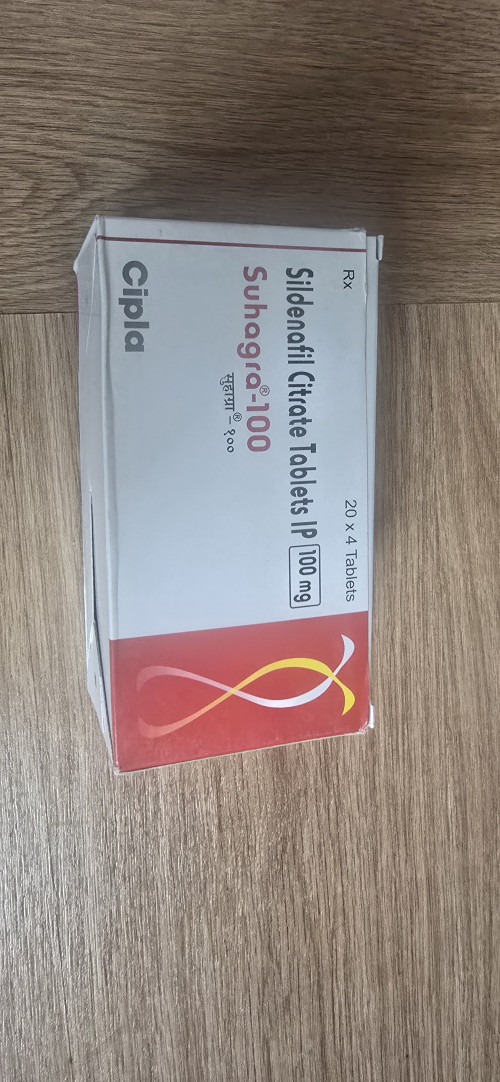 Rx
20 x 4 Tablets
Sildenafil Citrate Tablets IP 100 mg
Suhagra®-100
सुहाग्रा® – १००
Cipla